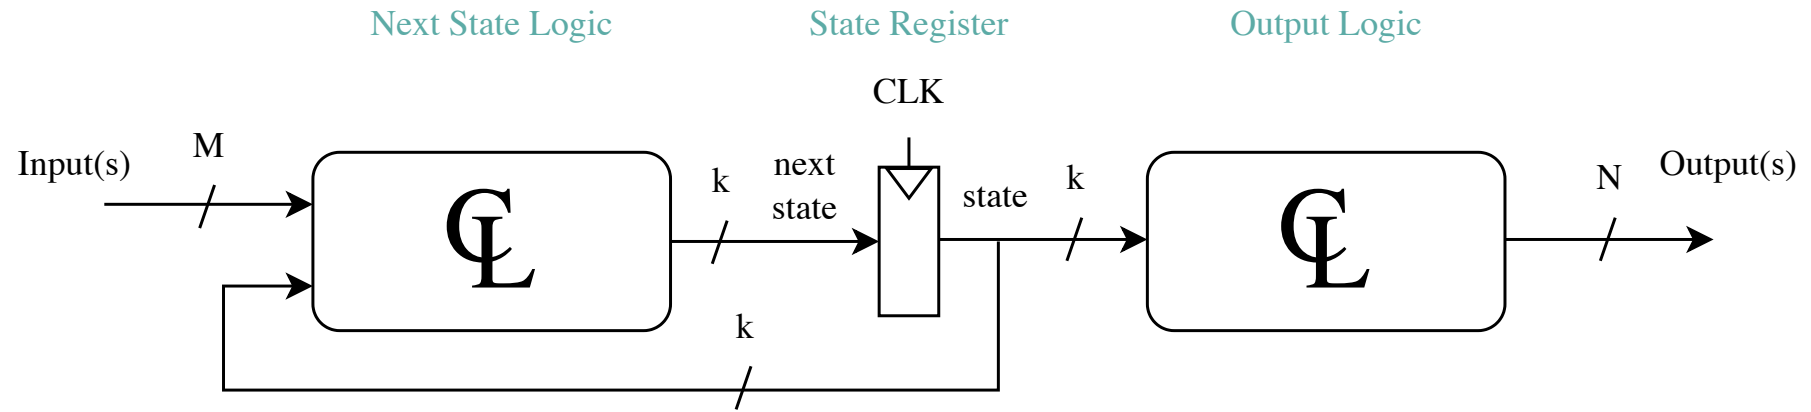 Next State Logic
State Register
Output Logic
CLK
Input(s)
M
CL
k
next
state
state
k
CL
N
Output(s)
k